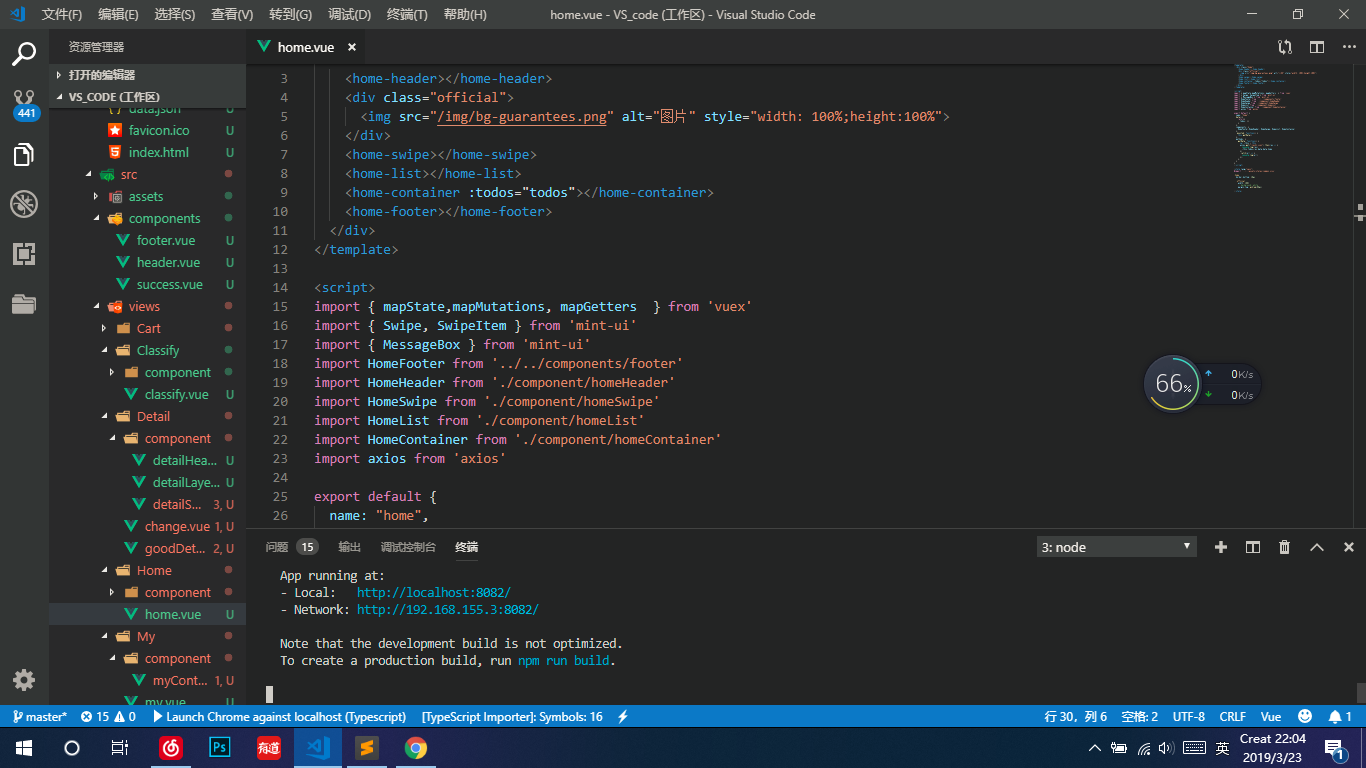 文件(F) 编辑(E) 选择(S) 查看(V) 转到(G) 调试(D) 终端(T) 帮助(H) home.vue - VS_code (工作区) - Visual Studio Code
资源管理器
打开的编辑器
VS_CODE (工作区)
data.json U
favicon.ico U
index.html U
src
assets
components
footer.vue U
header.vue U
success.vue U
views
Cart
Classify
component
classify.vue U
Detail
component
detailHea... U
detailLaye... U
detailS... 3, U
change.vue 1, U
goodDet... 2, U
Home
component
home.vue U
My
component
myCont... 1, U
my.vue U
441
home.vue ×
3 <home-header></home-header>
4 <div class="official">
5 <img src="/img/bg-guarantees.png" alt="图片" style="width: 100%;height:100%">
6 </div>
7 <home-swipe></home-swipe>
8 <home-list></home-list>
9 <home-container :todos="todos"></home-container>
10 <home-footer></home-footer>
11 </div>
12 </template>
13
14 <script>
15 import { mapState,mapMutations, mapGetters  } from 'vuex'
16 import { Swipe, SwipeItem } from 'mint-ui'
17 import { MessageBox } from 'mint-ui'
18 import HomeFooter from '../../components/footer'
19 import HomeHeader from './component/homeHeader'
20 import HomeSwipe from './component/homeSwipe'
21 import HomeList from './component/homeList'
22 import HomeContainer from './component/homeContainer'
23 import axios from 'axios'
24
25 export default {
26 name: "home",
66%
0K/s
0K/s
问题 15 输出 调试控制台 终端 3: node
App running at:
- Local:   http://localhost:8082/
- Network: http://192.168.155.3:8082/
Note that the development build is not optimized.
To create a production build, run npm run build.
master* 15 0 Launch Chrome against localhost (Typescript) [TypeScript Importer]: Symbols: 16 行 30，列 6 空格: 2 UTF-8 CRLF Vue 1
Ps 有道 英 Creat 22:04
2019/3/23 1